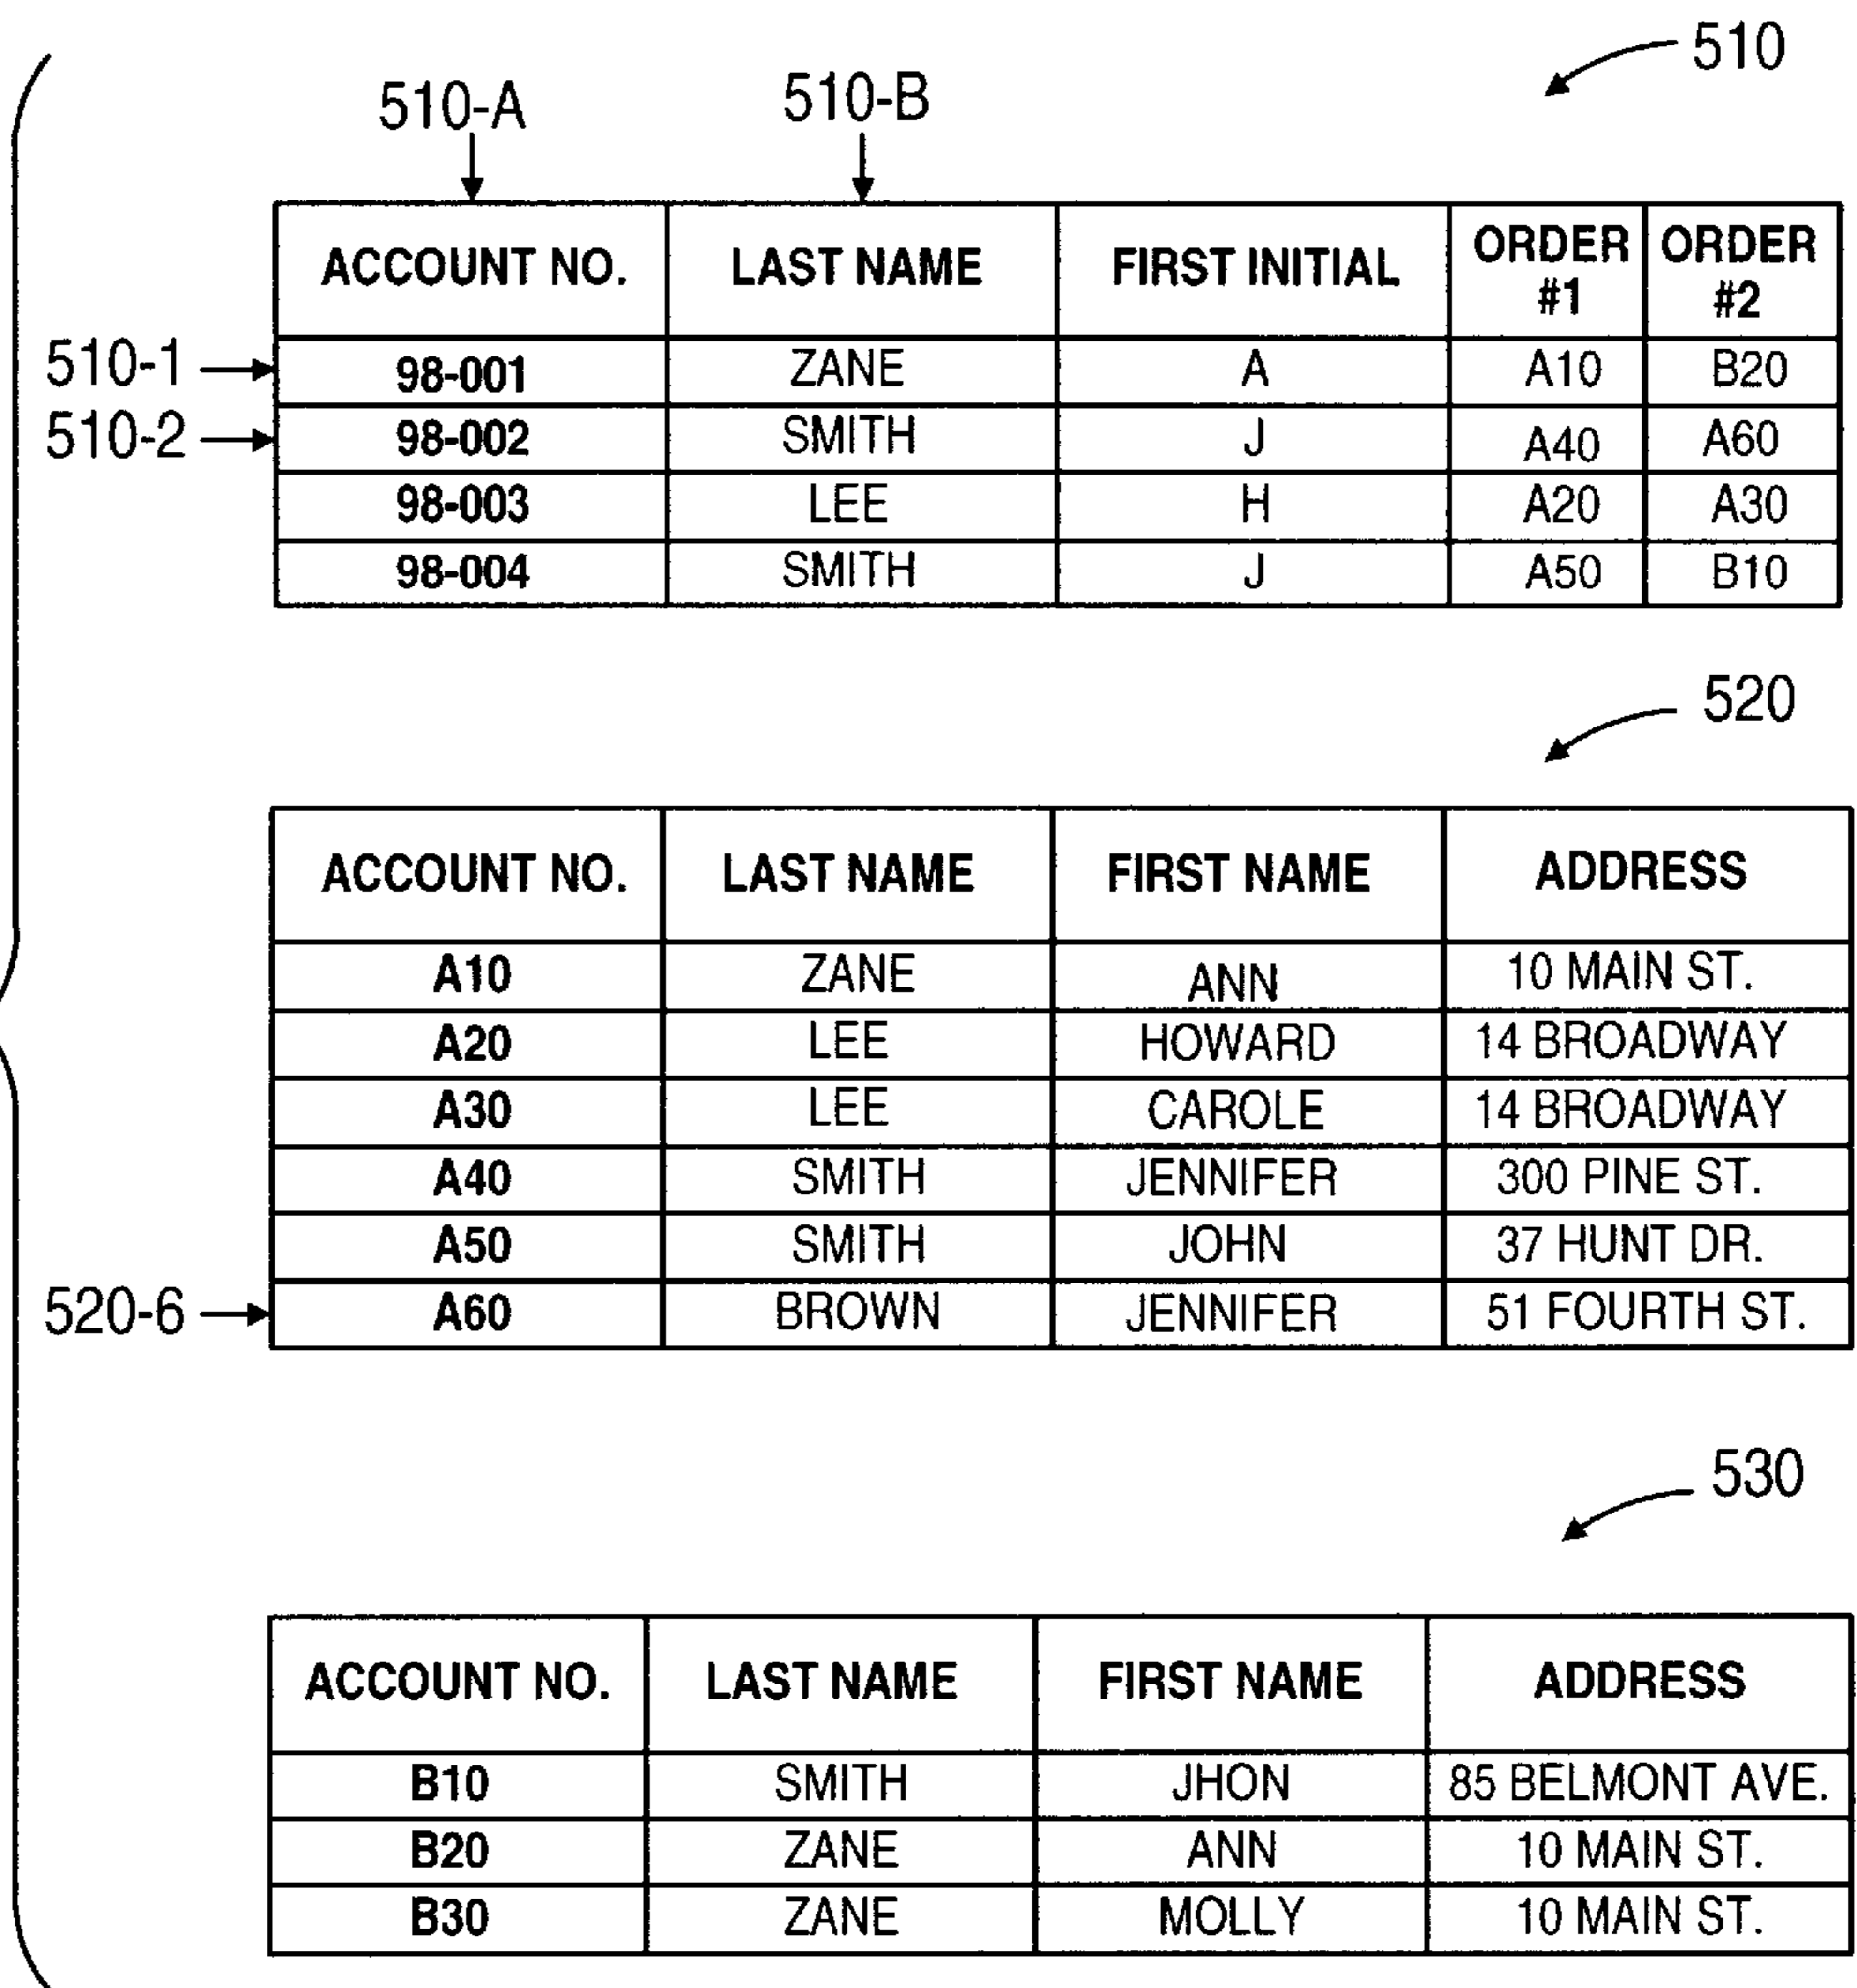 510
510-A 510-B
ACCOUNT NO. LAST NAME FIRST INITIAL ORDER #1 ORDER #2
510-1 98-001 ZANE A A10 B20
510-2 98-002 SMITH J A40 A60
98-003 LEE H A20 A30
98-004 SMITH J A50 B10
520
ACCOUNT NO. LAST NAME FIRST NAME ADDRESS
A10 ZANE ANN 10 MAIN ST.
A20 LEE HOWARD 14 BROADWAY
A30 LEE CAROLE 14 BROADWAY
A40 SMITH JENNIFER 300 PINE ST.
A50 SMITH JOHN 37 HUNT DR.
520-6 A60 BROWN JENNIFER 51 FOURTH ST.
530
ACCOUNT NO. LAST NAME FIRST NAME ADDRESS
B10 SMITH JHON 85 BELMONT AVE.
B20 ZANE ANN 10 MAIN ST.
B30 ZANE MOLLY 10 MAIN ST.